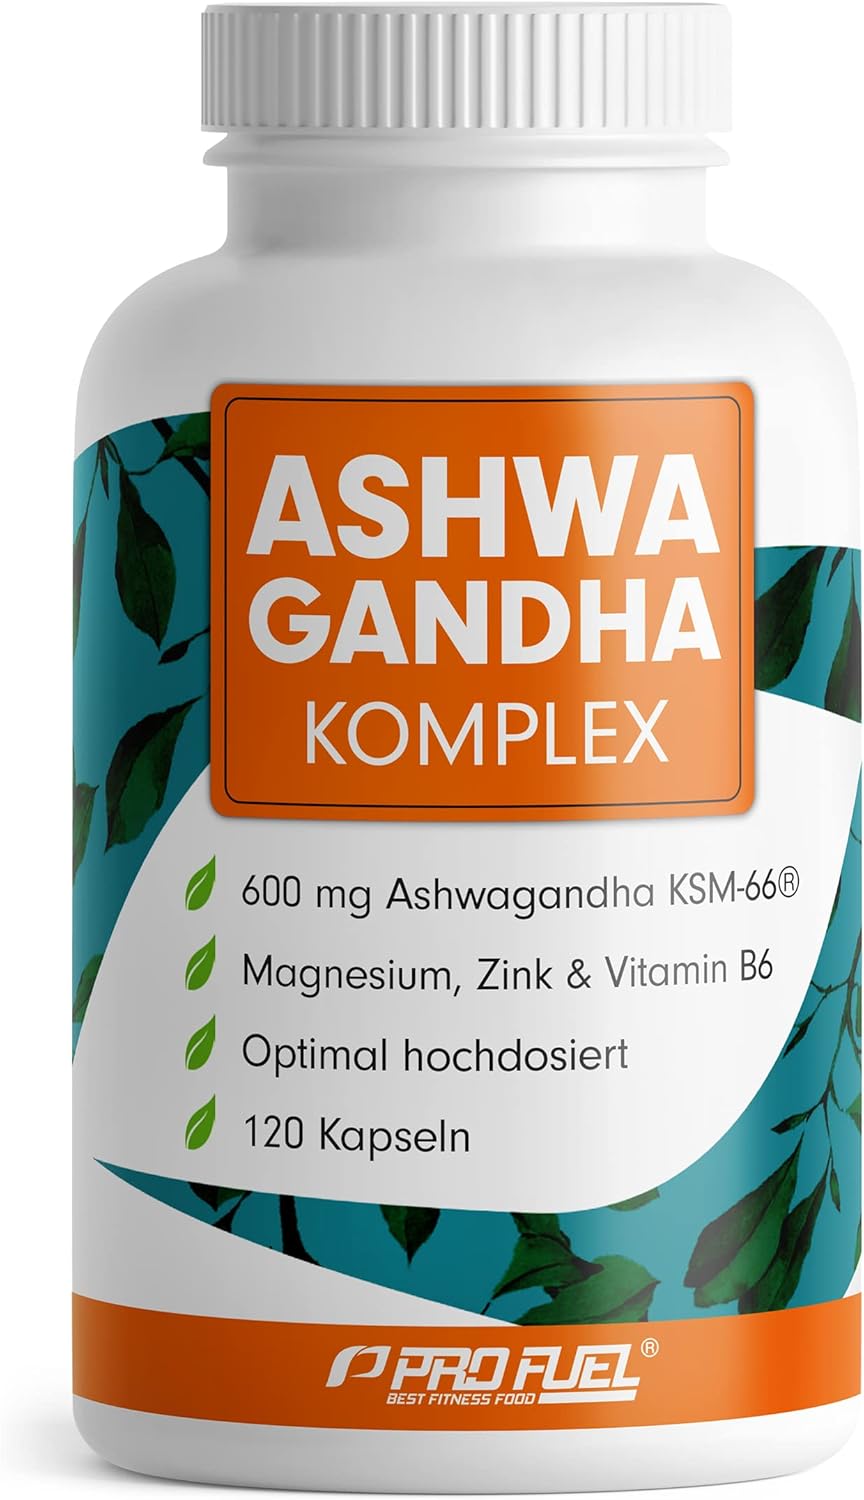 ASHWA
GANDHA
KOMPLEX
600 mg Ashwagandha KSM-66®
Magnesium, Zink & Vitamin B6
Optimal hochdosiert
120 Kapseln
PRO FUEL®
BEST FITNESS FOOD